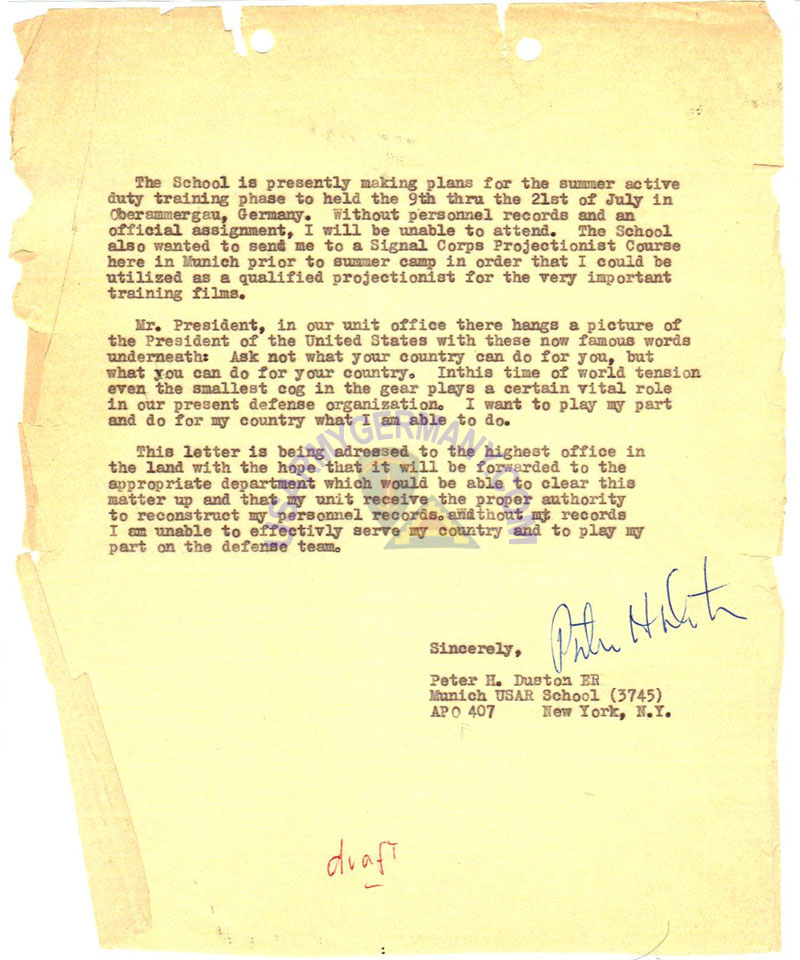 The School is presently making plans for the summer active
duty training phase to held the 9th thru the 21st of July in
Oberammergau, Germany. Without personnel records and an
official assignment, I will be unable to attend. The School
also wanted to send me to a Signal Corps Projectionist Course
here in Munich prior to summer camp in order that I could be
utilized as a qualified projectionist for the very important
training films.
Mr. President, in our unit office there hangs a picture of
the President of the United States with these now famous words
underneath: Ask not what your country can do for you, but
what you can do for your country. Inthis time of world tension
even the smallest cog in the gear plays a certain vital role
in our present defense organization. I want to play my part
and do for my country what I am able to do.
This letter is being adressed to the highest office in
the land with the hope that it will be forwarded to the
appropriate department which would be able to clear this
matter up and that my unit receive the proper authority
to reconstruct my personnel records. my records
I am unable to effectivly serve my country and to play my
part on the defense team.
USARMYGERMANY.COM
Peter H Duston
Sincerely,
Peter H. Duston ER
Munich USAR School (3745)
APO 407 New York, N.Y.
draft